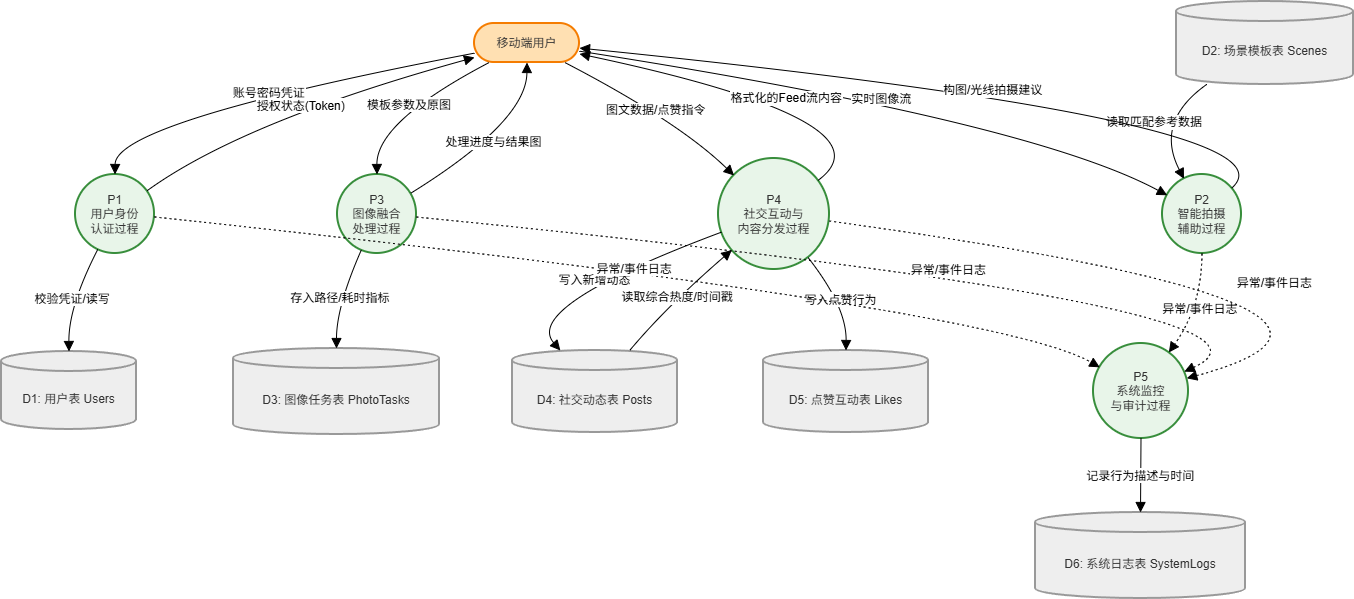 移动端用户
D2: 场景模板表 Scenes
账号密码凭证
授权状态(Token)
模板参数及原图
处理进度与结果图
图文数据/点赞指令
格式化的Feed流内容
实时图像流
构图/光线拍摄建议
读取匹配参考数据
P1
用户身份
认证过程
P3
图像融合
处理过程
P4
社交互动与
内容分发过程
P2
智能拍摄
辅助过程
校验凭证/读写
存入路径/耗时指标
异常/事件日志
写入新增动态
读取综合热度/时间戳
写入点赞行为
异常/事件日志
异常/事件日志
异常/事件日志
D1: 用户表 Users
D3: 图像任务表 PhotoTasks
D4: 社交动态表 Posts
D5: 点赞互动表 Likes
P5
系统监控
与审计过程
记录行为描述与时间
D6: 系统日志表 SystemLogs